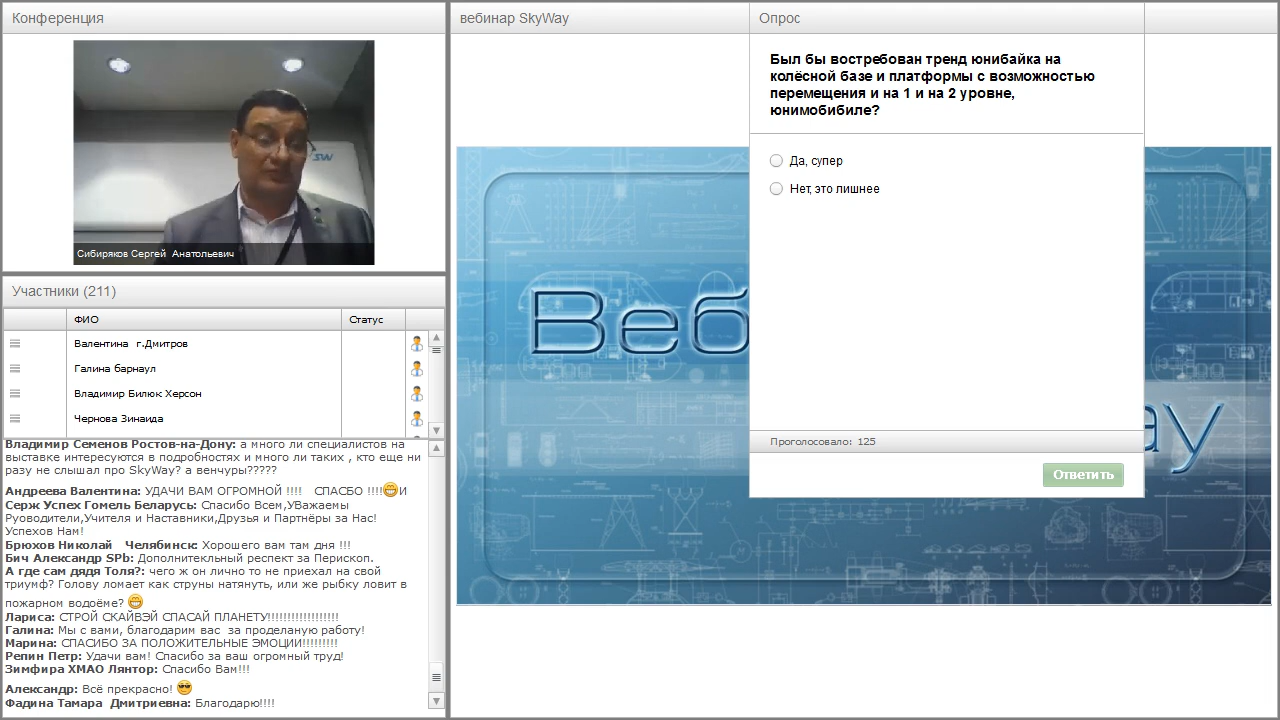 Конференция
SW
Сибиряков Сергей Анатольевич
Участники (211)
ФИО Статус
Валентина г.Дмитров
Галина барнаул
Владимир Билюк Херсон
Чернова Зинаида
Владимир Семенов Ростов-на-Дону: а много ли специалистов на
выставке интересуются в подробностях и много ли таких , кто еще ни
разу не слышал про SkyWay? а венчуры?????
Андреева Валентина: УДАЧИ ВАМ ОГРОМНОЙ !!!! СПАСБО !!!! И
Серж Успех Гомель Беларусь: Спасибо Всем,УВажаемы
Руоводители,Учителя и Наставники,Друзья и Партнёры за Нас!
Успехов Нам!
Брюхов Николай Челябинск: Хорошего вам там дня !!!
Бич Александр SPb: Дополнительлный респект за Перископ.
А где сам дядя Толя?: чего ж он лично то не приехал на свой
триумф? Голову ломает как струны натянуть, или же рыбку ловит в
пожарном водоёме?
Лариса: СТРОЙ СКАЙВЭЙ СПАСАЙ ПЛАНЕТУ!!!!!!!!!!!!!!!!!!
Галина: Мы с вами, благодарим вас за проделаную работу!
Марина: СПАСИБО ЗА ПОЛОЖИТЕЛЬНЫЕ ЭМОЦИИ!!!!!!!!!
Репин Петр: Удачи вам! Спасибо за ваш огромный труд!
Зимфира ХМАО Лянтор: Спасибо Вам!!!
Александр: Всё прекрасно!
Фадина Тамара Дмитриевна: Благодарю!!!!
вебинар SkyWay
Веб
ay
Опрос
Был бы востребован тренд юнибайка на
колёсной базе и платформы с возможностью
перемещения и на 1 и на 2 уровне,
юнимобибиле?
Да, супер
Нет, это лишнее
Проголосовало: 125
Ответить